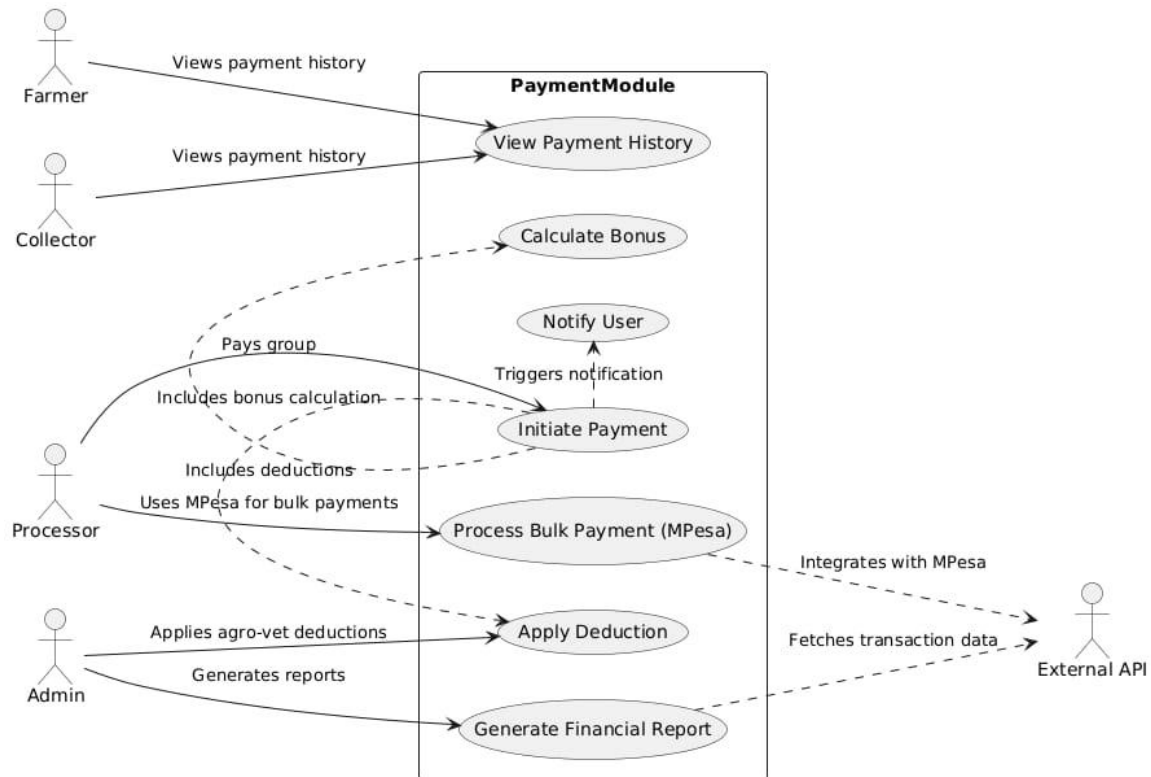 Farmer
Views payment history
PaymentModule
View Payment History
Views payment history
Collector
Calculate Bonus
Notify User
Pays group
Triggers notification
Includes bonus calculation
Initiate Payment
Includes deductions
Processor
Uses MPesa for bulk payments
Process Bulk Payment (MPesa)
Integrates with MPesa
Applies agro-vet deductions
Apply Deduction
Fetches transaction data
External API
Generates reports
Admin
Generate Financial Report